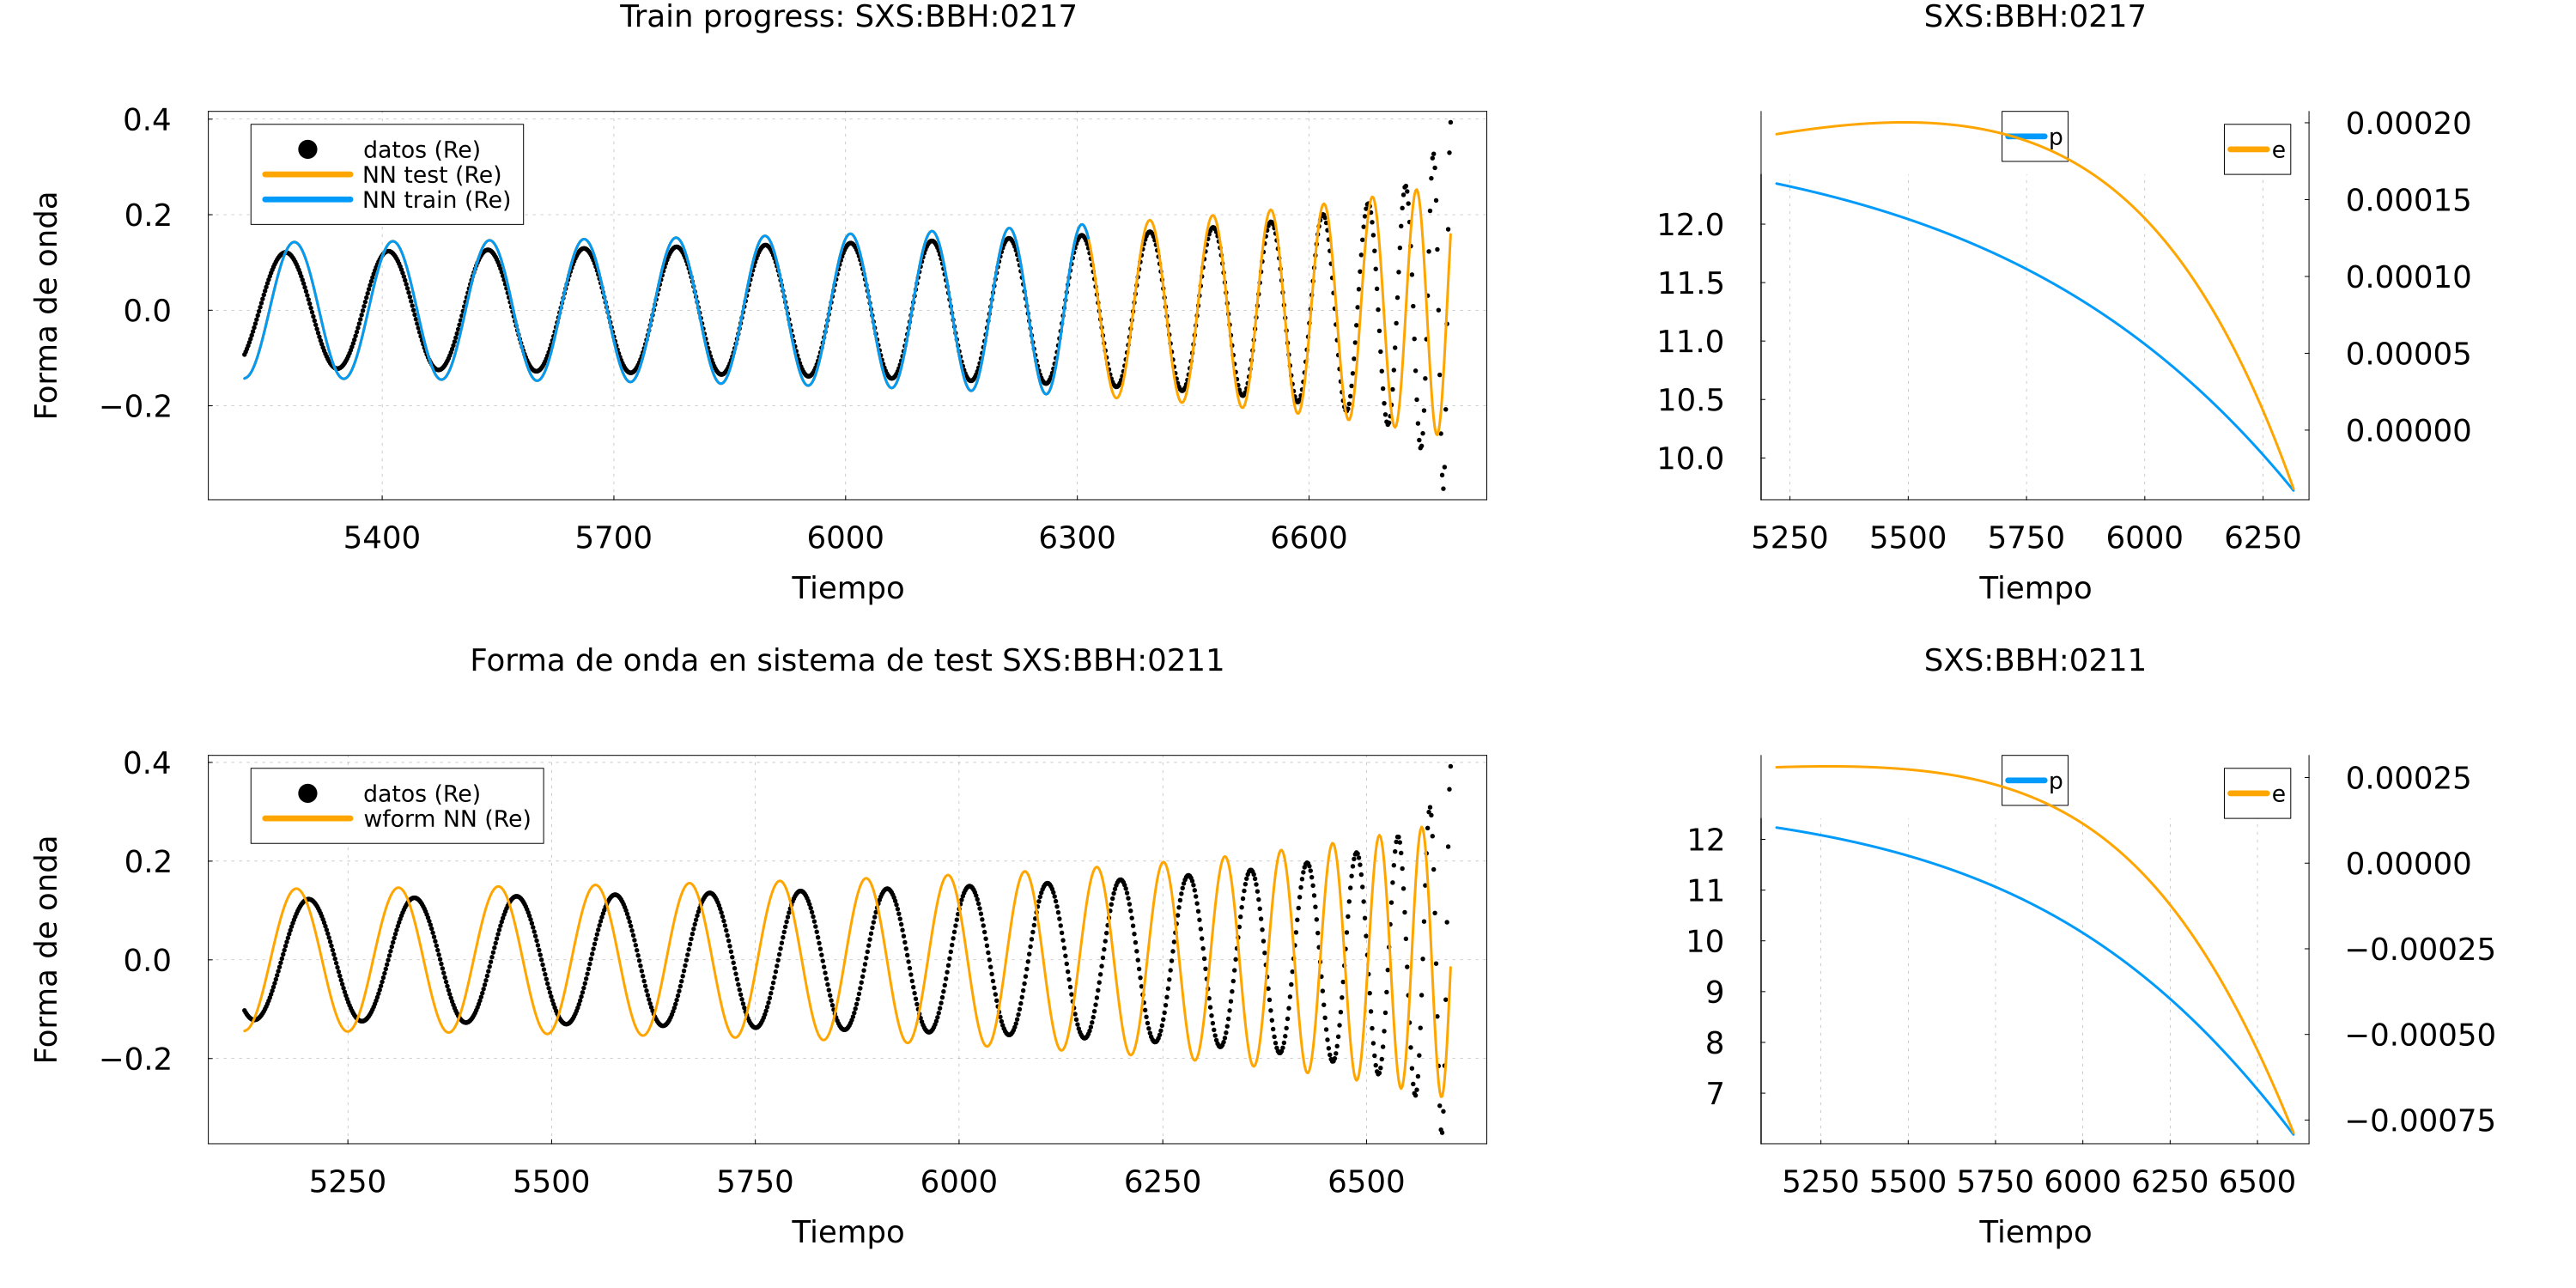 Train progress: SXS:BBH:0217
Forma de onda
0.4
0.2
0.0
−0.2
datos (Re)
NN test (Re)
NN train (Re)
5400 5700 6000 6300 6600
Tiempo
SXS:BBH:0217
12.0
11.5
11.0
10.5
10.0
p
e
0.00020
0.00015
0.00010
0.00005
0.00000
5250 5500 5750 6000 6250
Tiempo
Forma de onda en sistema de test SXS:BBH:0211
Forma de onda
0.4
0.2
0.0
−0.2
datos (Re)
wform NN (Re)
5250 5500 5750 6000 6250 6500
Tiempo
SXS:BBH:0211
12
11
10
9
8
7
p
e
0.00025
0.00000
−0.00025
−0.00050
−0.00075
5250 5500 5750 6000 6250 6500
Tiempo